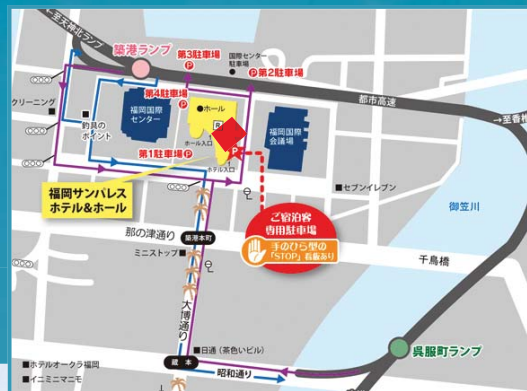 ←至天神北ランプ
築港ランプ
第3駐車場
P
国際センター
駐車場
P第2駐車場
都市高速
クリーニング
釣具の
ポイント
第4駐車場
P
福岡国際
センター
ホール
ホール入口
P
ホテル入口
第1駐車場P
福岡国際
会議場
→至香椎
福岡サンパレス
ホテル&ホール
セブンイレブン
御笠川
ご宿泊客
専用駐車場
手のひら型の
「STOP」看板あり
那の津通り
築港本町
ミニストップ
千鳥橋
大博通り
蔵本
日通(茶色いビル)
昭和通り
呉服町ランプ
ホテルオークラ福岡
イニミニマニモ